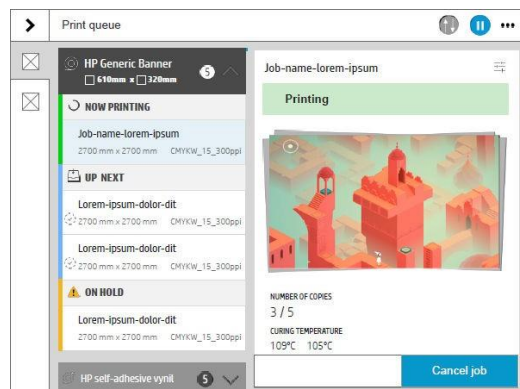 Print queue
HP Generic Banner
610mm x 320mm
5
NOW PRINTING
Job-name-lorem-ipsum
2700 mm x 2700 mm CMYKW_15_300ppi
UP NEXT
Lorem-ipsum-dolor-dit
2700 mm x 2700 mm CMYKW_15_300ppi
Lorem-ipsum-dolor-dit
2700 mm x 2700 mm CMYKW_15_300ppi
ON HOLD
Lorem-ipsum-dolor-dit
2700 mm x 2700 mm CMYKW_15_300ppi
HP self-adhesive vynil
5
Job-name-lorem-ipsum
Printing
NUMBER OF COPIES
3 / 5
CURING TEMPERATURE
109ºC 105ºC
Cancel job